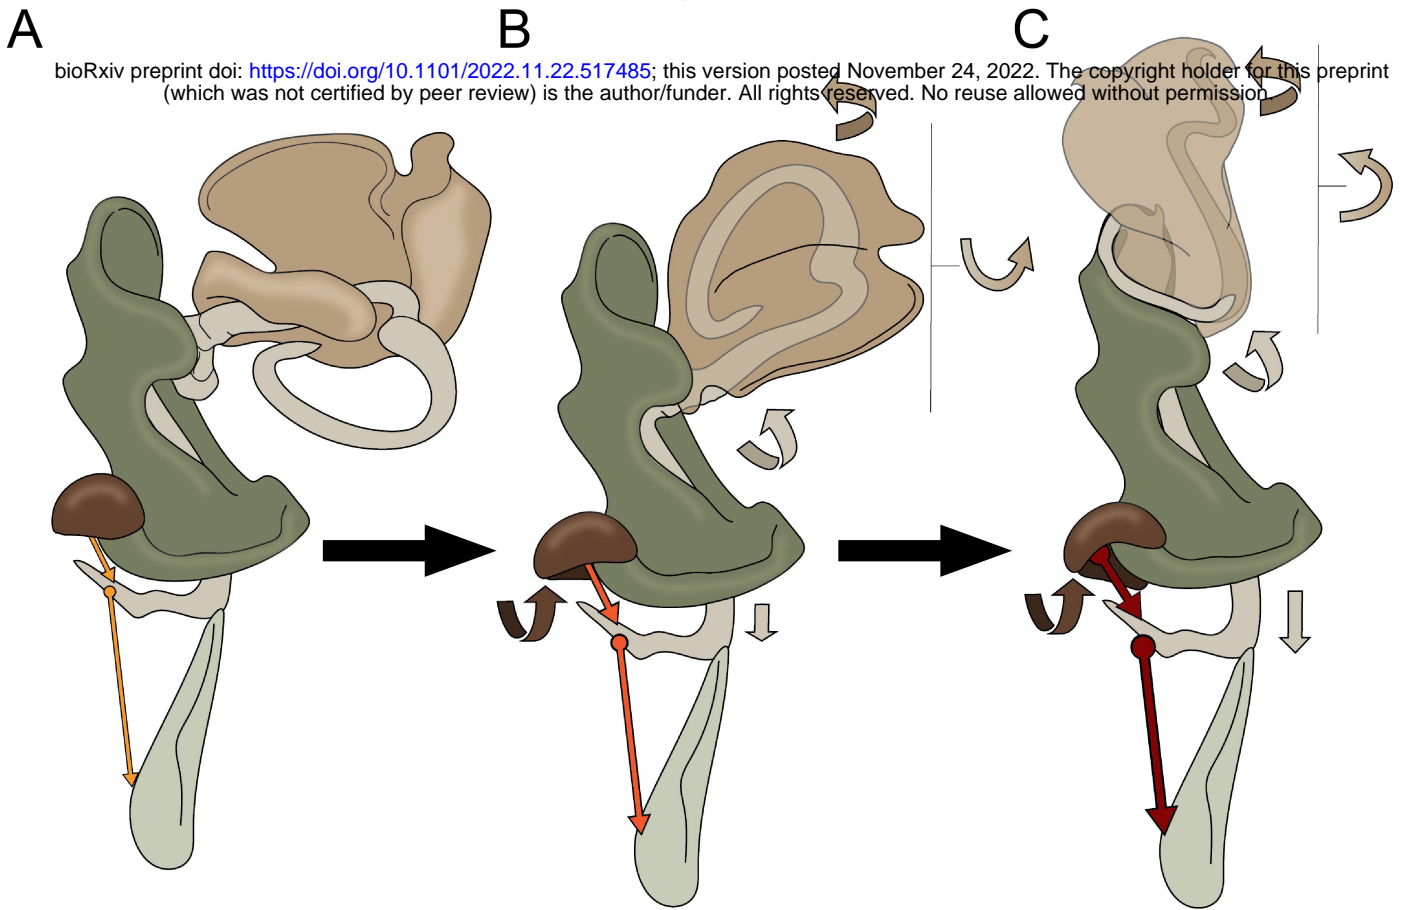 A B C
bioRxiv preprint doi: https://doi.org/10.1101/2022.11.22.517485; this version posted November 24, 2022. The copyright holder for this preprint
(which was not certified by peer review) is the author/funder. All rights reserved. No reuse allowed without permission.